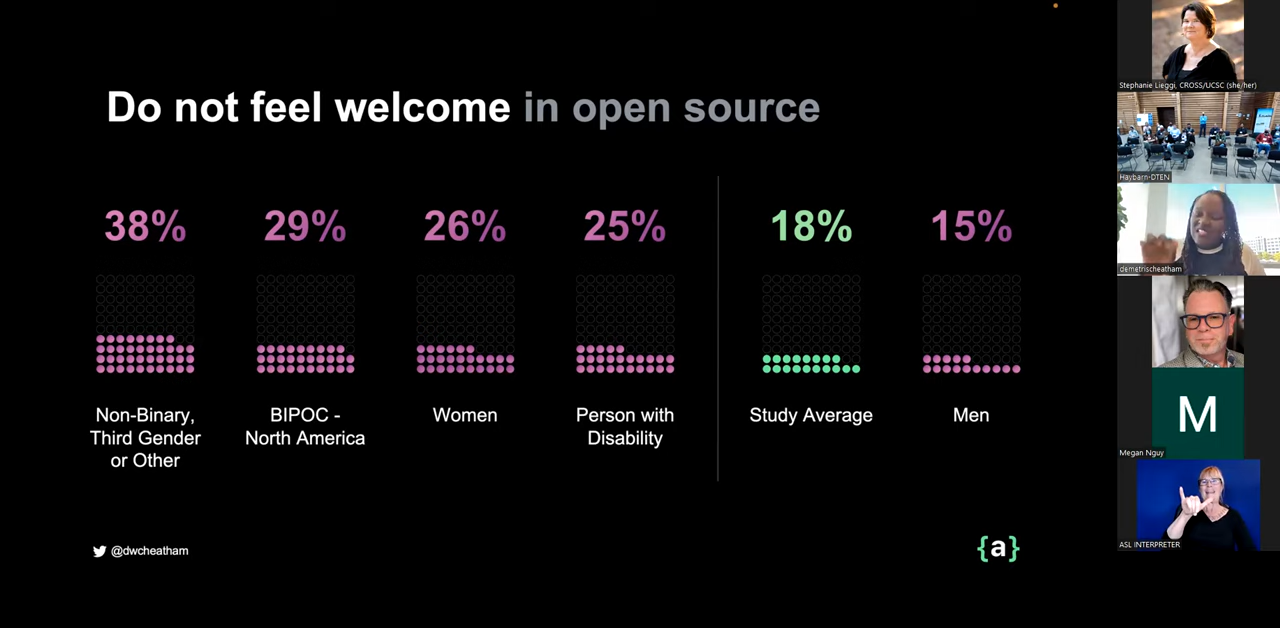 Do not feel welcome in open source
38%
29%
26%
25%
18%
15%
Non-Binary,
Third Gender
or Other
BIPOC -
North America
Women
Person with
Disability
Study Average
Men
@dwcheatham
{a}
Stephanie Lieggi, CROSS/UCSC (she/her)
Haybarn-DTEN
demetrischeatham
M
Megan Nguy
ASL INTERPRETER